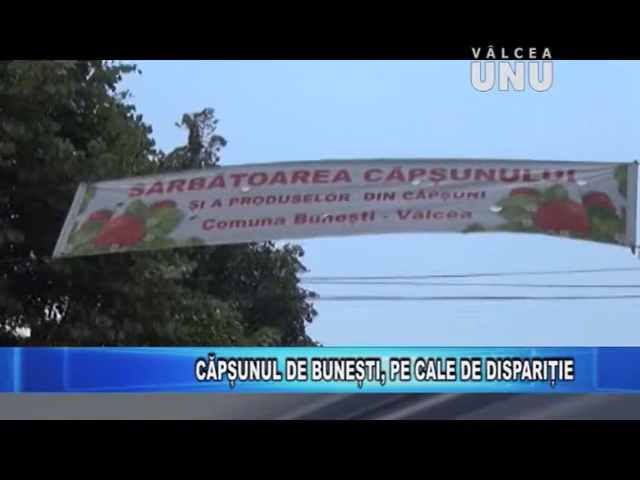 VÂLCEA
UNU
SĂRBĂTOAREA CĂPȘUNULUI
ȘI A PRODUSELOR DIN CĂPȘUNI
Comuna Bunești - Vâlcea
CĂPȘUNUL DE BUNEȘTI, PE CALE DE DISPARIȚIE